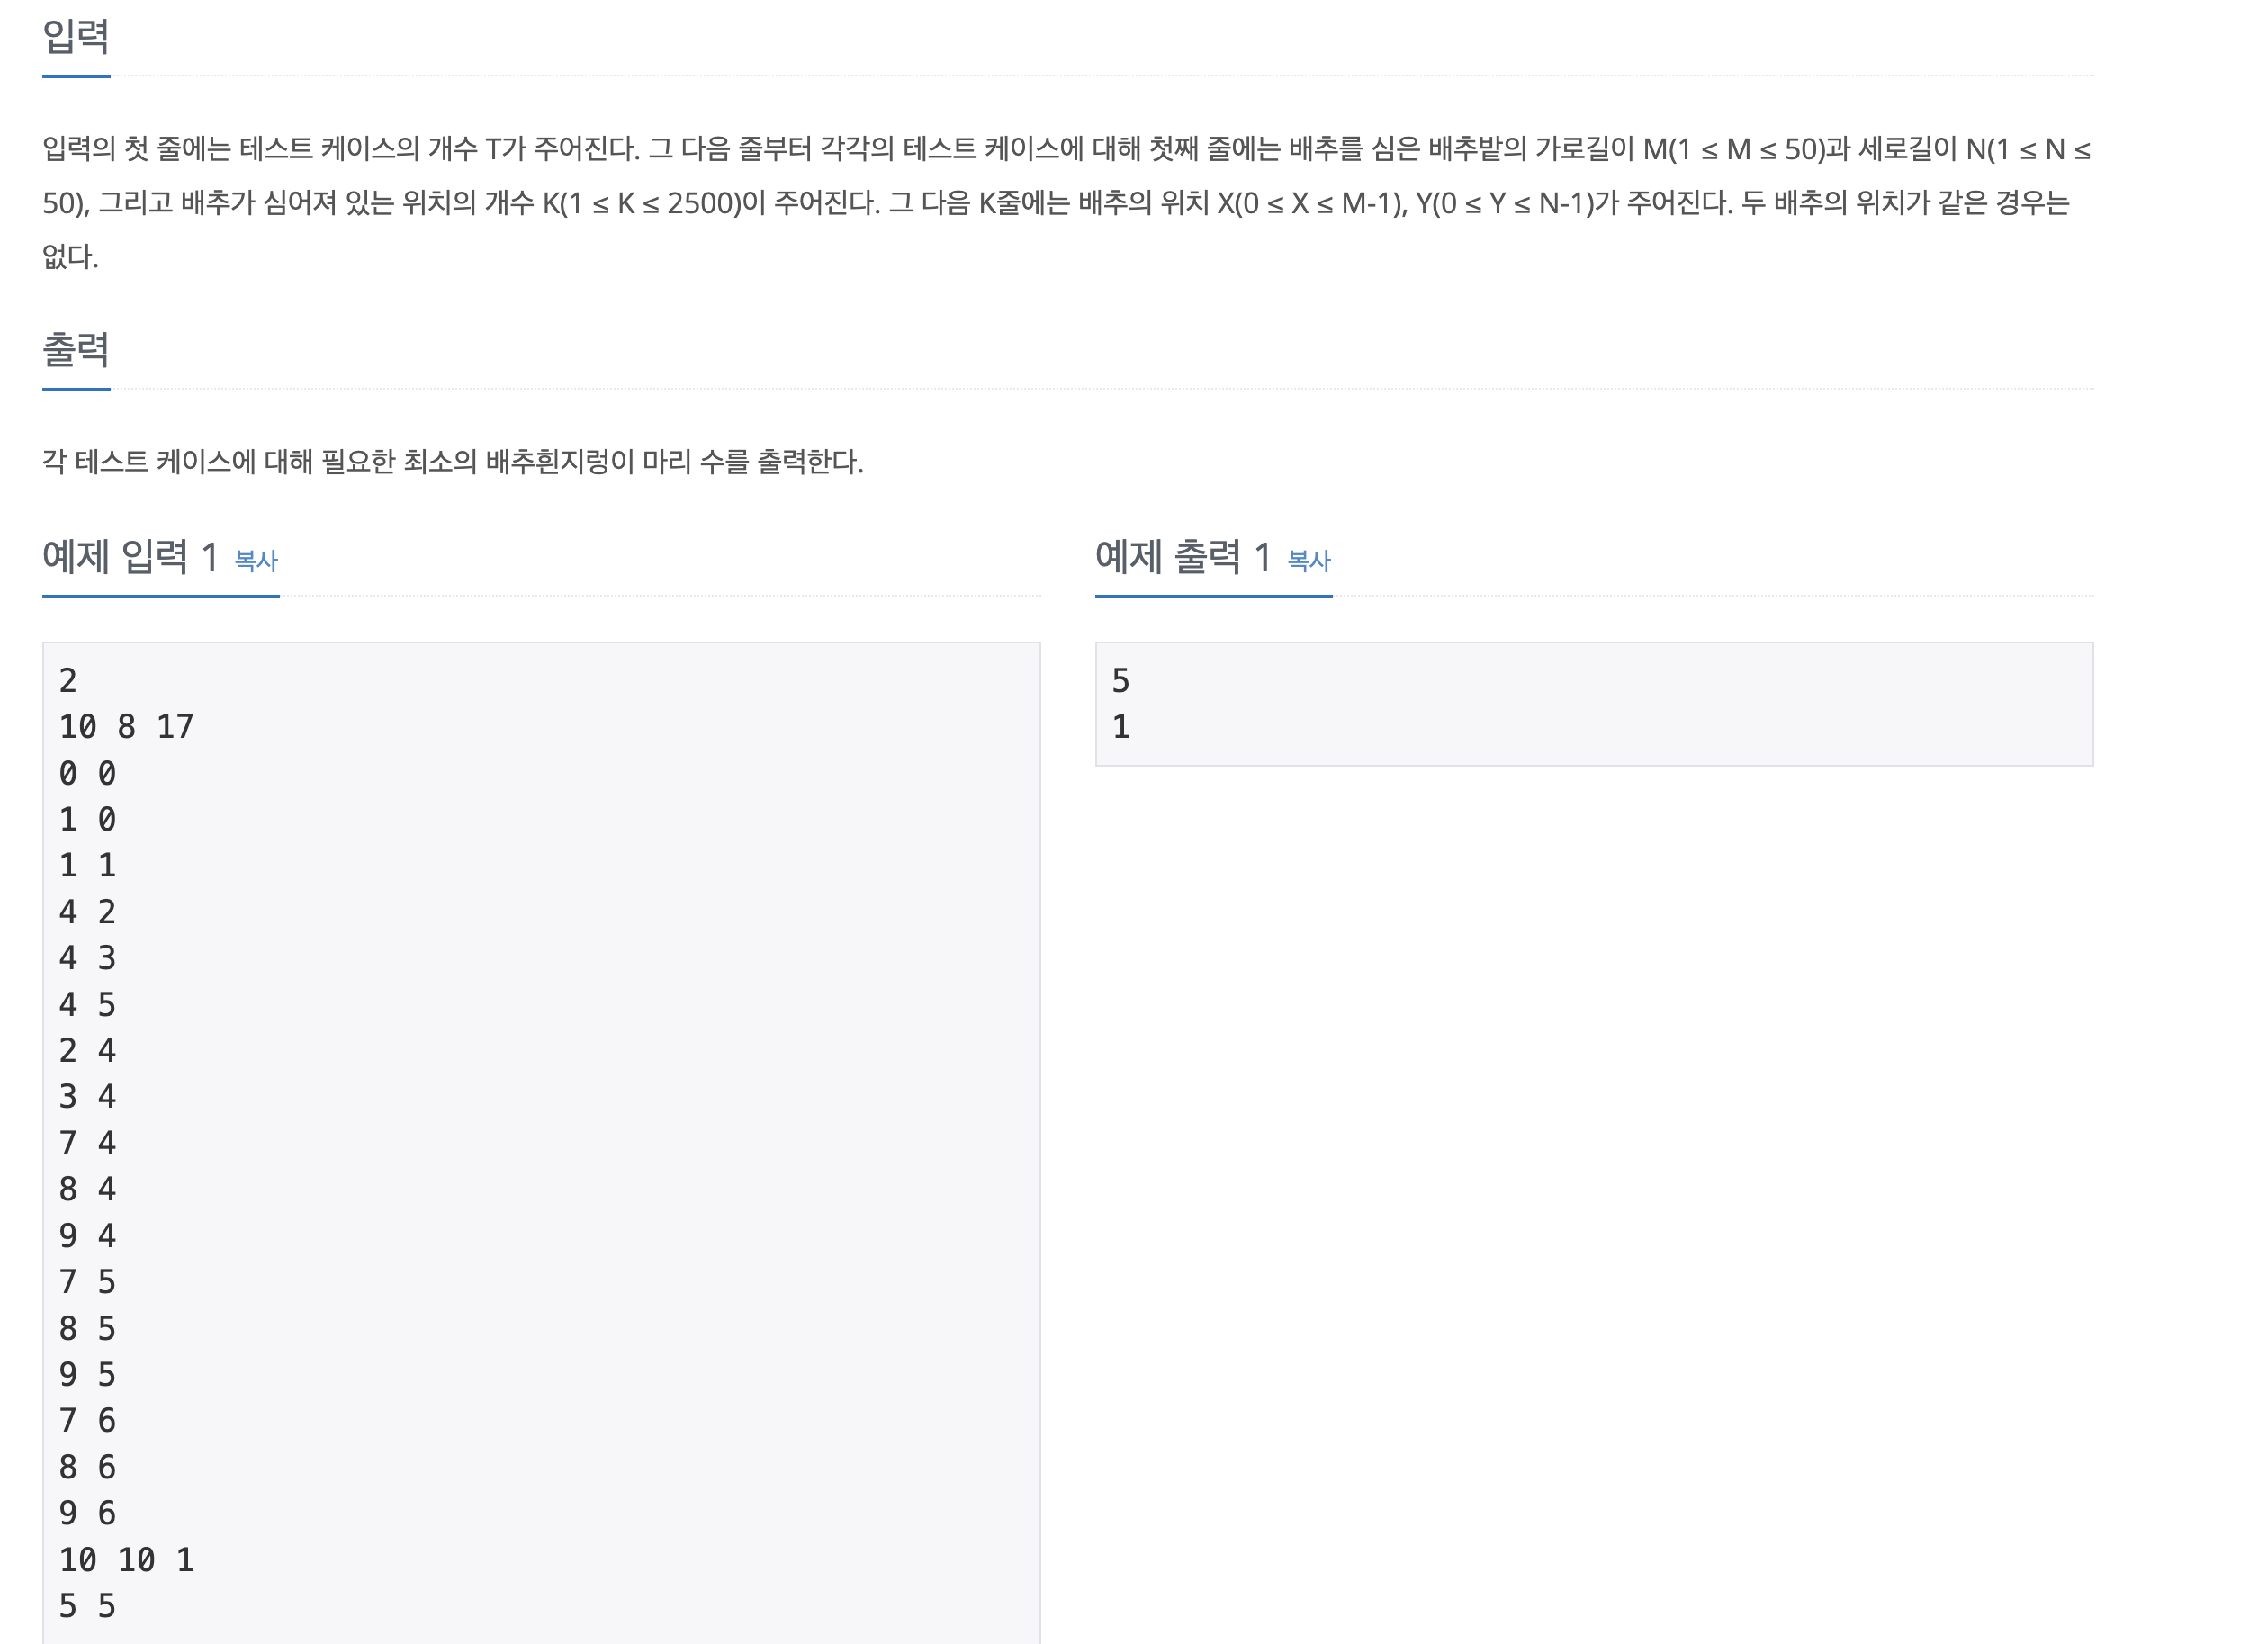 입력
입력의 첫 줄에는 테스트 케이스의 개수 T가 주어진다. 그 다음 줄부터 각각의 테스트 케이스에 대해 첫째 줄에는 배추를 심은 배추밭의 가로길이 M(1 ≤ M ≤ 50)과 세로길이 N(1 ≤ N ≤
50), 그리고 배추가 심어져 있는 위치의 개수 K(1 ≤ K ≤ 2500)이 주어진다. 그 다음 K줄에는 배추의 위치 X(0 ≤ X ≤ M-1), Y(0 ≤ Y ≤ N-1)가 주어진다. 두 배추의 위치가 같은 경우는
없다.
출력
각 테스트 케이스에 대해 필요한 최소의 배추흰지렁이 마리 수를 출력한다.
예제 입력 1 복사
2
10 8 17
0 0
1 0
1 1
4 2
4 3
4 5
2 4
3 4
7 4
8 4
9 4
7 5
8 5
9 5
7 6
8 6
9 6
10 10 1
5 5
예제 출력 1 복사
5
1